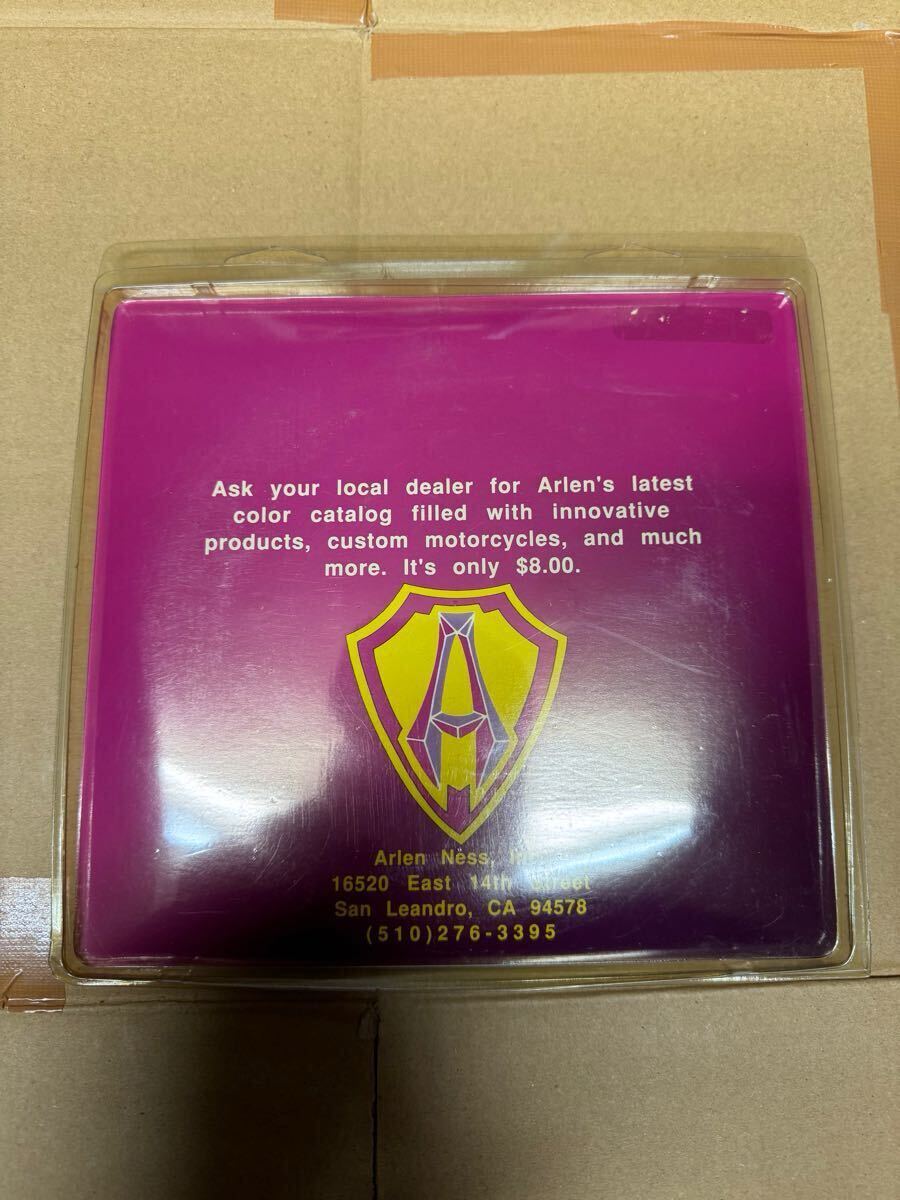 Ask your local dealer for Arlen's latest
color catalog filled with innovative
products, custom motorcycles, and much
more. It's only $8.00.
Arlen Ness,
16520 East 14th Street
San Leandro, CA 94578
(510)276-3395